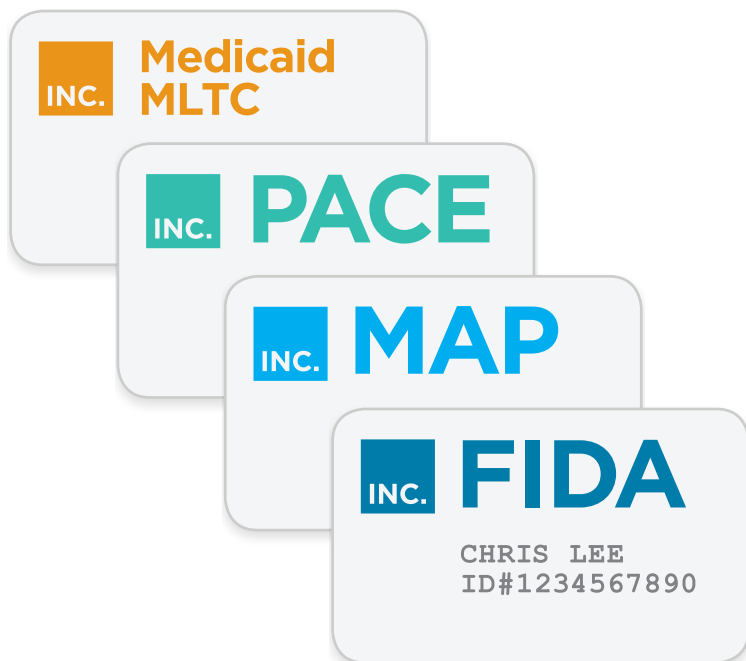 INC.
Medicaid
MLTC
INC.
PACE
INC.
MAP
INC.
FIDA
CHRIS LEE
ID#1234567890